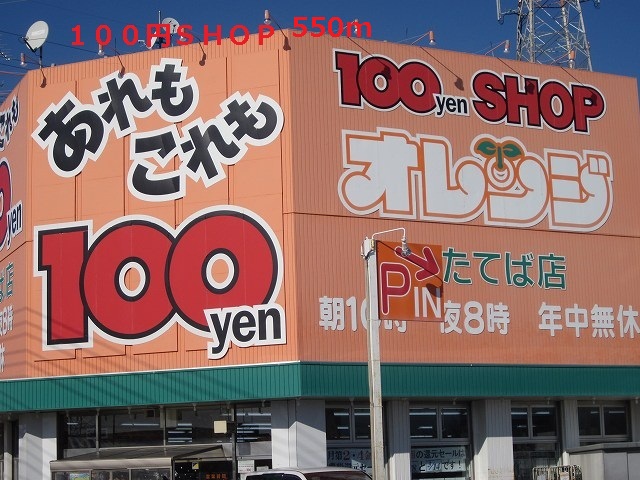 １００円ＳＨＯＰ 550m
あれも
これも
100
yen
100yen SHOP
オレンジ
たてば店
P
IN
朝10時 夜8時 年中無休
yen